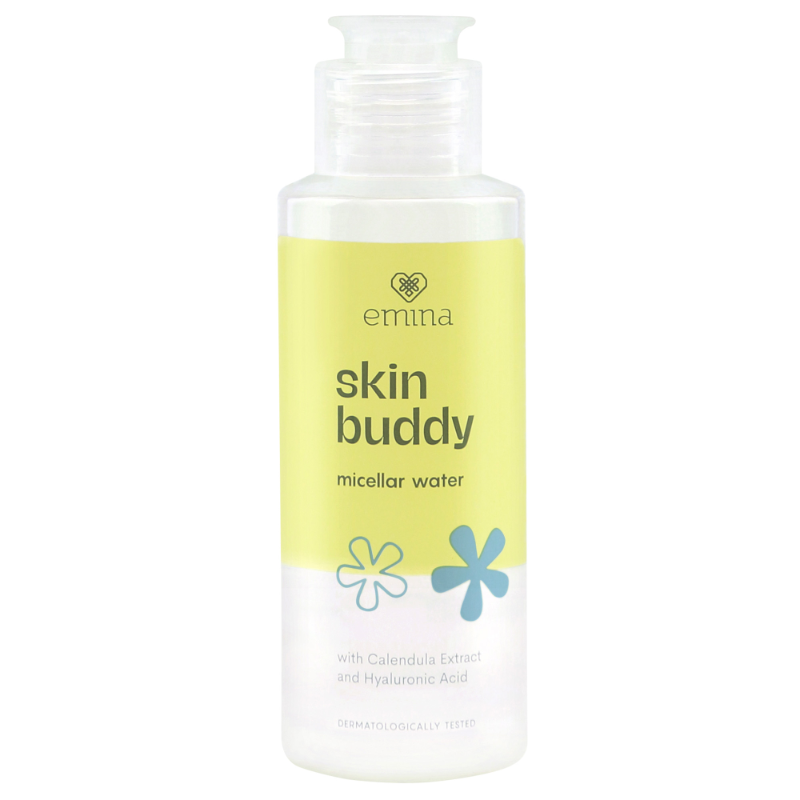 emina
skin
buddy
micellar water
with Calendula Extract
and Hyaluronic Acid
DERMATOLOGICALLY TESTED